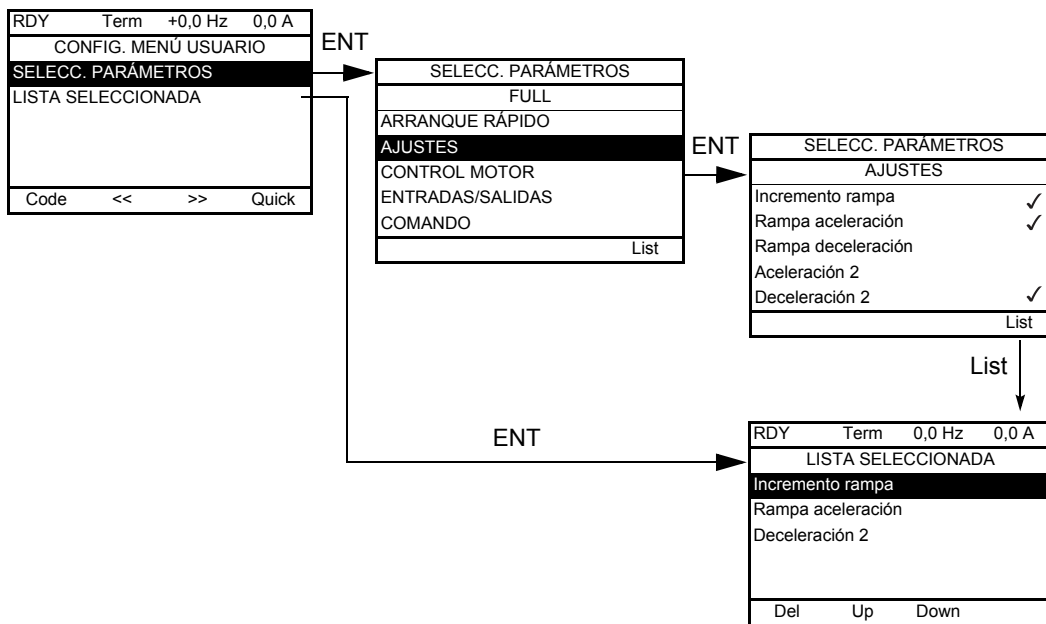 RDY Term +0,0 Hz 0,0 A
CONFIG. MENÚ USUARIO
SELECC. PARÁMETROS
LISTA SELECCIONADA
Code << >> Quick
ENT
SELECC. PARÁMETROS
FULL
ARRANQUE RÁPIDO
AJUSTES
CONTROL MOTOR
ENTRADAS/SALIDAS
COMANDO
List
ENT
SELECC. PARÁMETROS
AJUSTES
Incremento rampa ✓
Rampa aceleración ✓
Rampa deceleración
Aceleración 2
Deceleración 2 ✓
List
List
ENT
RDY Term 0,0 Hz 0,0 A
LISTA SELECCIONADA
Incremento rampa
Rampa aceleración
Deceleración 2
Del Up Down